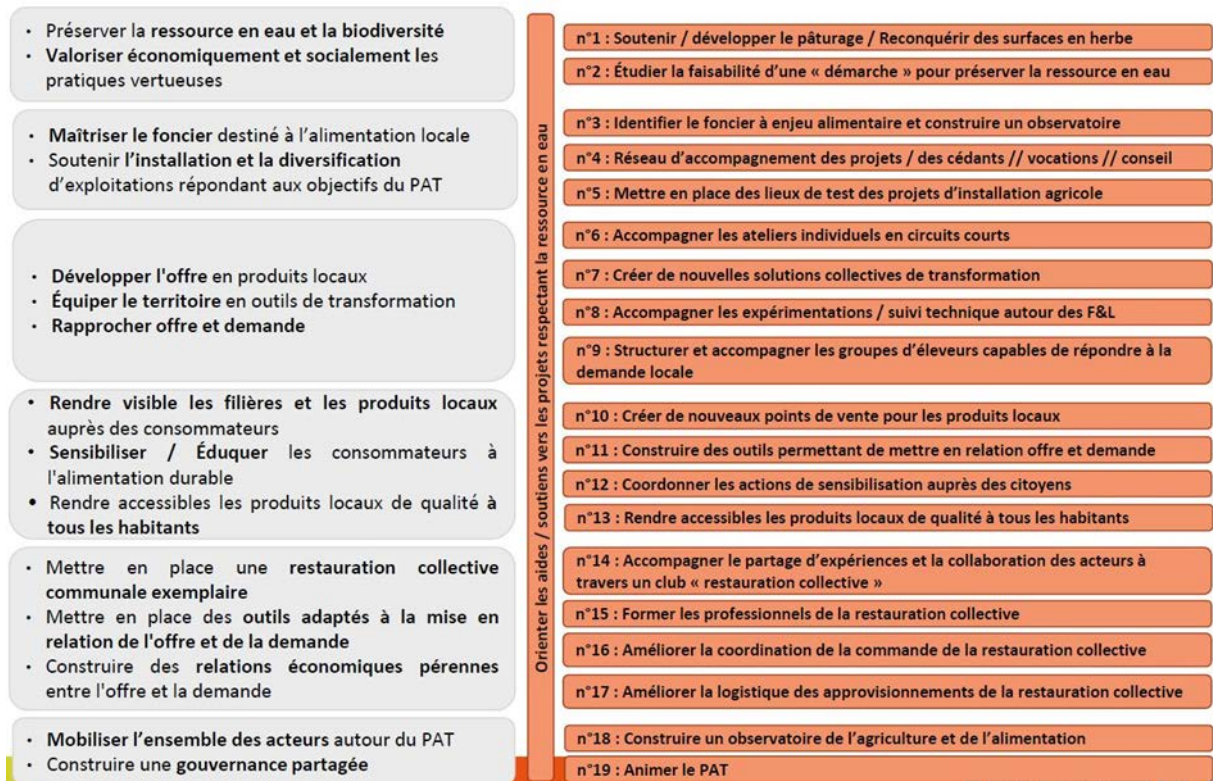 • Préserver la ressource en eau et la biodiversité
• Valoriser économiquement et socialement les
pratiques vertueuses
• Maîtriser le foncier destiné à l'alimentation locale
• Soutenir l'installation et la diversification
d'exploitations répondant aux objectifs du PAT
• Développer l'offre en produits locaux
• Équiper le territoire en outils de transformation
• Rapprocher offre et demande
• Rendre visible les filières et les produits locaux
auprès des consommateurs
• Sensibiliser / Éduquer les consommateurs à
l'alimentation durable
• Rendre accessibles les produits locaux de qualité à
tous les habitants
• Mettre en place une restauration collective
communale exemplaire
• Mettre en place des outils adaptés à la mise en
relation de l'offre et de la demande
• Construire des relations économiques pérennes
entre l'offre et la demande
• Mobiliser l'ensemble des acteurs autour du PAT
• Construire une gouvernance partagée
Orienter les aides / soutiens vers les projets respectant la ressource en eau
n°1 : Soutenir / développer le pâturage / Reconquérir des surfaces en herbe
n°2 : Étudier la faisabilité d'une « démarche » pour préserver la ressource en eau
n°3 : Identifier le foncier à enjeu alimentaire et construire un observatoire
n°4 : Réseau d'accompagnement des projets / des cédants // vocations // conseil
n°5 : Mettre en place des lieux de test des projets d'installation agricole
n°6 : Accompagner les ateliers individuels en circuits courts
n°7 : Créer de nouvelles solutions collectives de transformation
n°8 : Accompagner les expérimentations / suivi technique autour des F&L
n°9 : Structurer et accompagner les groupes d'éleveurs capables de répondre à la
demande locale
n°10 : Créer de nouveaux points de vente pour les produits locaux
n°11 : Construire des outils permettant de mettre en relation offre et demande
n°12 : Coordonner les actions de sensibilisation auprès des citoyens
n°13 : Rendre accessibles les produits locaux de qualité à tous les habitants
n°14 : Accompagner le partage d'expériences et la collaboration des acteurs à
travers un club « restauration collective »
n°15 : Former les professionnels de la restauration collective
n°16 : Améliorer la coordination de la commande de la restauration collective
n°17 : Améliorer la logistique des approvisionnements de la restauration collective
n°18 : Construire un observatoire de l'agriculture et de l'alimentation
n°19 : Animer le PAT